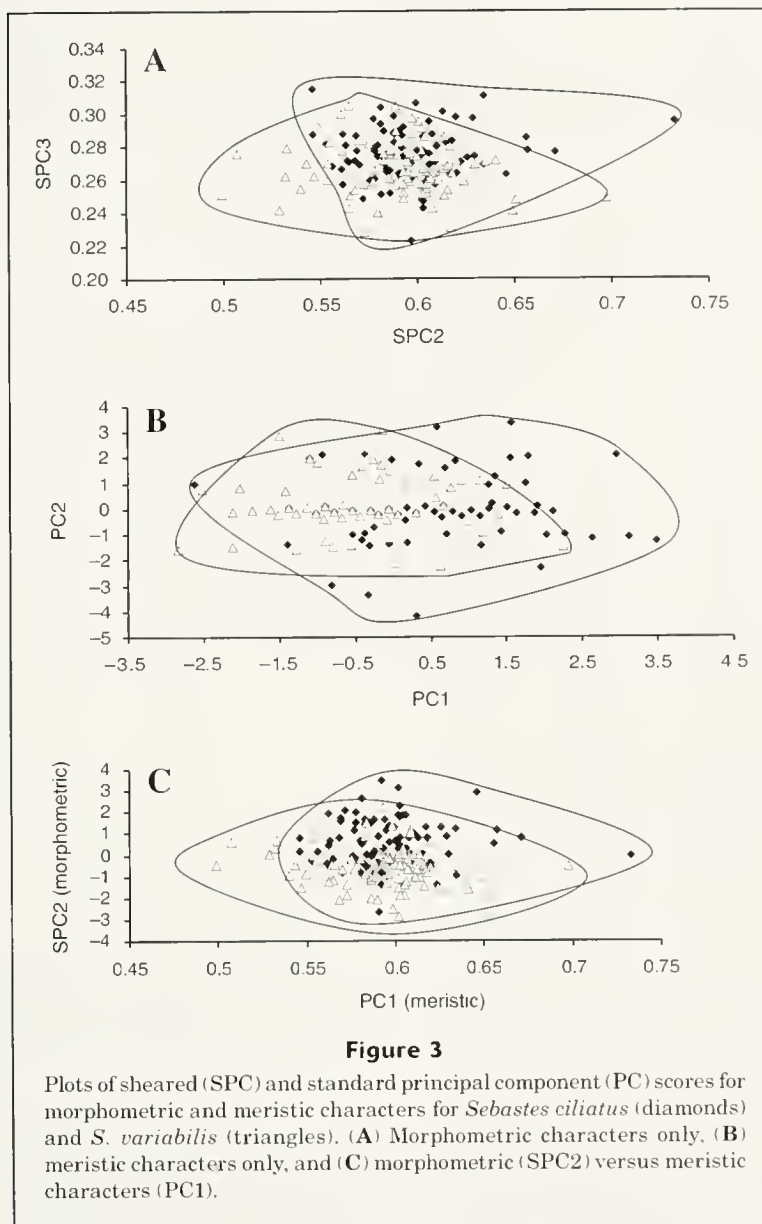 A
0.34
0.32
0.30
0.28
0.26
0.24
0.22
0.20
SPC3
0.45 0.5 0.55 0.6 0.65 0.7 0.75
SPC2
B
4
3
2
1
0
−1
−2
−3
−4
−5
PC2
−3.5 −2.5 −1.5 −0.5 0.5 1.5 2.5 3.5 4 5
PC1
C
4
3
2
1
0
−1
−2
−3
−4
SPC2 (morphometric)
0.45 0.5 0.55 0.6 0.65 0.7 0.75
PC1 (meristic)
Figure 3
Plots of sheared (SPC) and standard principal component (PC) scores for
morphometric and meristic characters for Sebastes ciliatus (diamonds)
and S. variabilis (triangles). (A) Morphometric characters only, (B)
meristic characters only, and (C) morphometric (SPC2) versus meristic
characters (PC1).